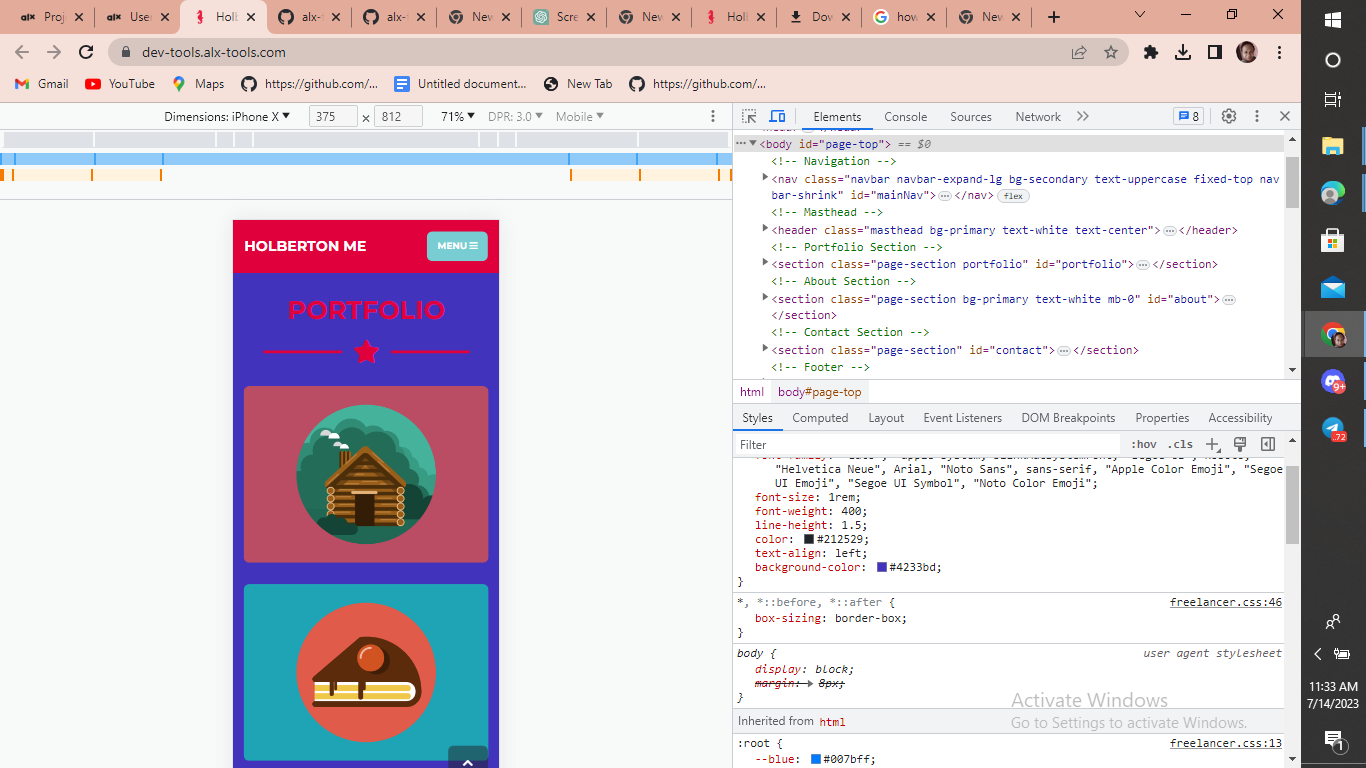 Proj
User
Holb
alx-t
alx-t
New
Scre
New
Holl
Dow
how
New
dev-tools.alx-tools.com
Gmail
YouTube
Maps
https://github.com/...
Untitled document...
New Tab
https://github.com/...
Dimensions: iPhone X ▼ 375 x 812 71% ▼ DPR: 3.0 ▼ Mobile ▼
Elements Console Sources Network 8
<body id="page-top"> == $0
<!-- Navigation -->
<nav class="navbar navbar-expand-lg bg-secondary text-uppercase fixed-top nav
bar-shrink" id="mainNav"> … </nav> flex
<!-- Masthead -->
<header class="masthead bg-primary text-white text-center"> … </header>
<!-- Portfolio Section -->
<section class="page-section portfolio" id="portfolio"> … </section>
<!-- About Section -->
<section class="page-section bg-primary text-white mb-0" id="about"> …
</section>
<!-- Contact Section -->
<section class="page-section" id="contact"> … </section>
<!-- Footer -->
html body#page-top
Styles Computed Layout Event Listeners DOM Breakpoints Properties Accessibility
Filter :hov .cls
"Helvetica Neue", Arial, "Noto Sans", sans-serif, "Apple Color Emoji", "Segoe
UI Emoji", "Segoe UI Symbol", "Noto Color Emoji";
font-size: 1rem;
font-weight: 400;
line-height: 1.5;
color: #212529;
text-align: left;
background-color: #4233bd;
}
*, *::before, *::after { freelancer.css:46
box-sizing: border-box;
}
body { user agent stylesheet
display: block;
margin: 8px;
}
Inherited from html
:root { freelancer.css:13
--blue: #007bff;
HOLBERTON ME
MENU
PORTFOLIO
Activate Windows
Go to Settings to activate Windows.
9+
72
11:33 AM
7/14/2023
1